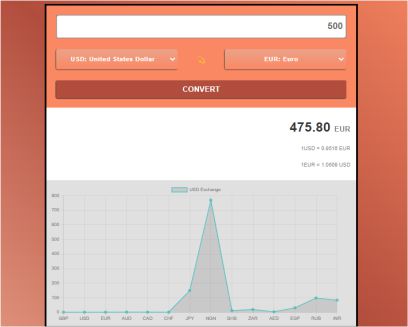 500
USD: United States Dollar
EUR: Euro
CONVERT
475.80 EUR
1USD = 0.9516 EUR
1EUR = 1.0509 USD
USD Exchange
800
700
600
500
400
300
200
100
0
GBP USD EUR AUD CAD CHF JPY NGN GHS ZAR AED EGP RUB INR